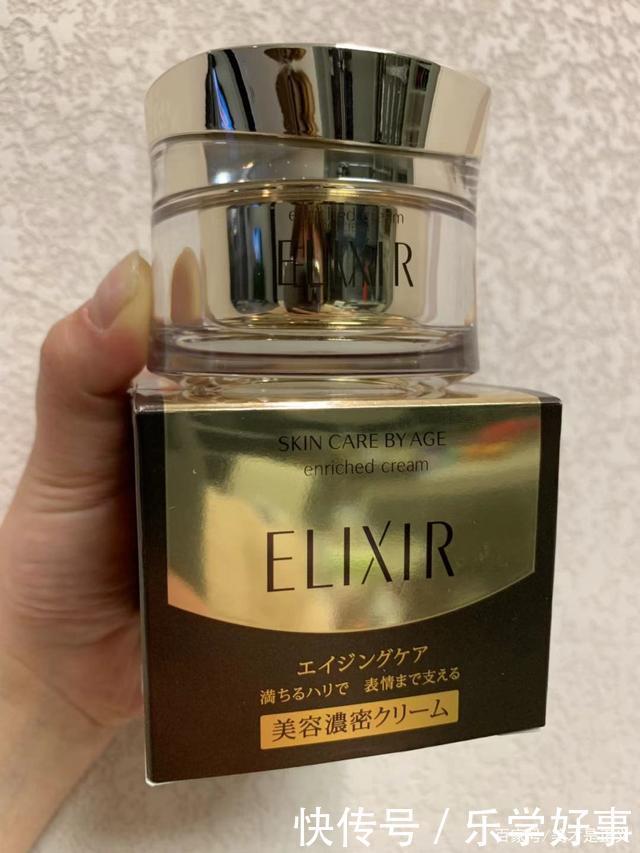 ELIXIR
SKIN CARE BY AGE
enriched cream
ELIXIR
エイジングケア
満ちるハリで 表情まで支える
美容濃密クリーム
快传号 / 乐学好事